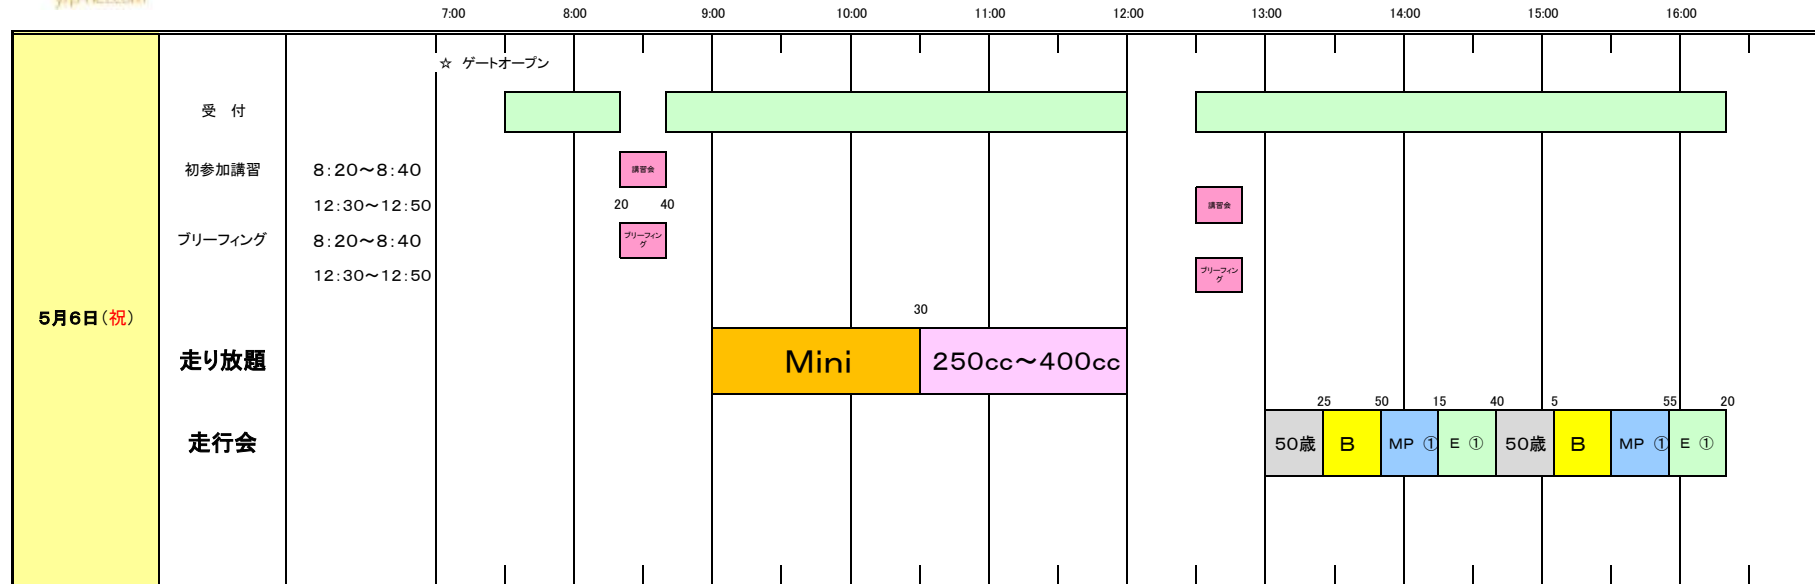 7:00 8:00 9:00 10:00 11:00 12:00 13:00 14:00 15:00 16:00
☆ ゲートオープン
受 付
初参加講習 8:20～8:40 講習会
12:30～12:50 20 40 講習会
ブリーフィング 8:20～8:40 ブリーフィング
12:30～12:50 ブリーフィング
30
5月6日(祝)
走り放題 Mini 250cc～400cc
25 50 15 40 5 55 20
走行会 50歳 B MP ① E ① 50歳 B MP ① E ①